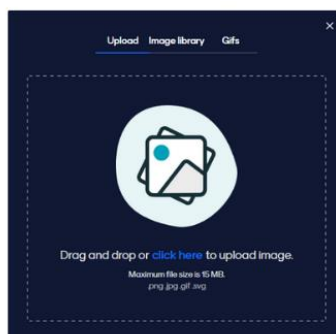 Upload Image library Gifs
Drag and drop or click here to upload image.
Maximum file size is 15 MB.
.png .jpg .gif .svg